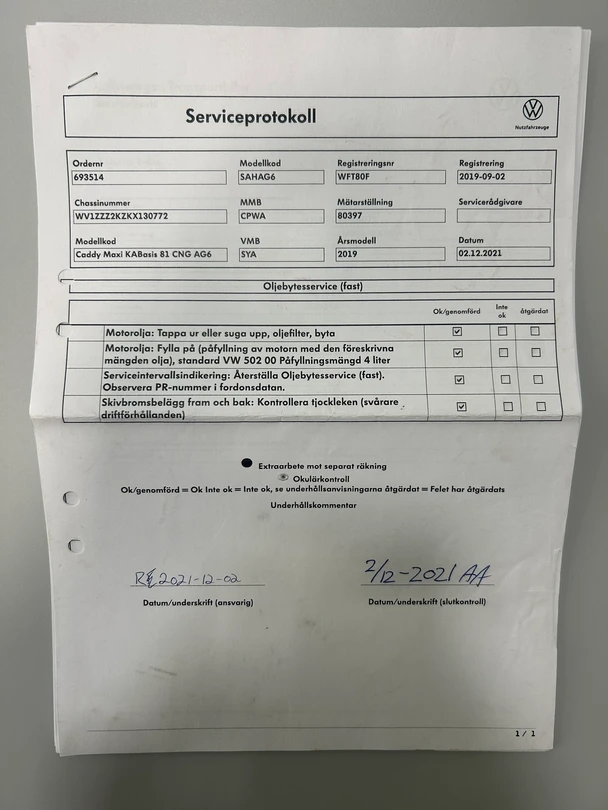 Serviceprotokoll
Nutzfahrzeuge
Ordernr Modellkod Registreringsnr Registrering
693514 SAHAG6 WFT80F 2019-09-02
Chassinummer MMB Mätarställning Servicerådgivare
WV1ZZZ2KZKX130772 CPWA 80397
Modellkod VMB Årsmodell Datum
Caddy Maxi KABasis 81 CNG AG6 SYA 2019 02.12.2021
Oljebytesservice (fast)
Ok/genomförd Inte ok åtgärdat
Motorolja: Tappa ur eller suga upp, oljefilter, byta
Motorolja: Fylla på (påfyllning av motorn med den föreskrivna
mängden olja), standard VW 502 00 Påfyllningsmängd 4 liter
Serviceintervallsindikering: Återställa Oljebytesservice (fast).
Observera PR-nummer i fordonsdatan.
Skivbromsbelägg fram och bak: Kontrollera tjockleken (svårare
driftförhållanden)
Extraarbete mot separat räkning
Okulärkontroll
Ok/genomförd = Ok Inte ok = Inte ok, se underhållsanvisningarna åtgärdat = Felet har åtgärdats
Underhållskommentar
2021-12-02 2/12-2021 AA
Datum/underskrift (ansvarig) Datum/underskrift (slutkontroll)
1 / 1